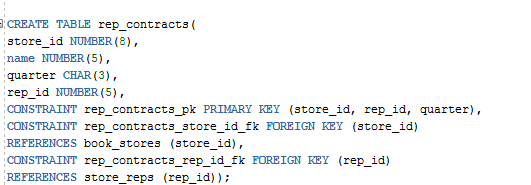 CREATE TABLE rep_contracts(
store_id NUMBER(8),
name NUMBER(5),
quarter CHAR(3),
rep_id NUMBER(5),
CONSTRAINT rep_contracts_pk PRIMARY KEY (store_id, rep_id, quarter),
CONSTRAINT rep_contracts_store_id_fk FOREIGN KEY (store_id)
REFERENCES book_stores (store_id),
CONSTRAINT rep_contracts_rep_id_fk FOREIGN KEY (rep_id)
REFERENCES store_reps (rep_id));